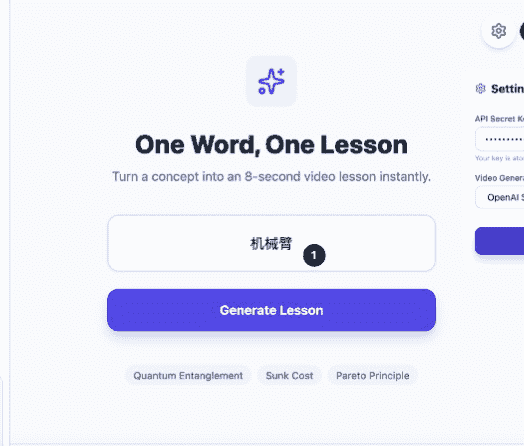 One Word, One Lesson
Turn a concept into an 8-second video lesson instantly.
机械臂
1
Generate Lesson
Quantum Entanglement
Sunk Cost
Pareto Principle
Settin
API Secret K
Your key is sto
Video Genera
OpenAI S